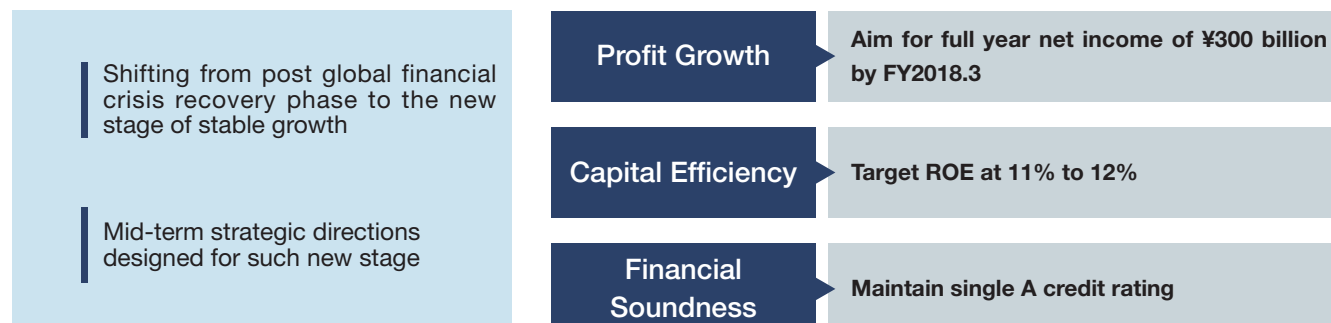 Shifting from post global financial
crisis recovery phase to the new
stage of stable growth
Mid-term strategic directions
designed for such new stage
Profit Growth
Aim for full year net income of ¥300 billion
by FY2018.3
Capital Efficiency
Target ROE at 11% to 12%
Financial
Soundness
Maintain single A credit rating